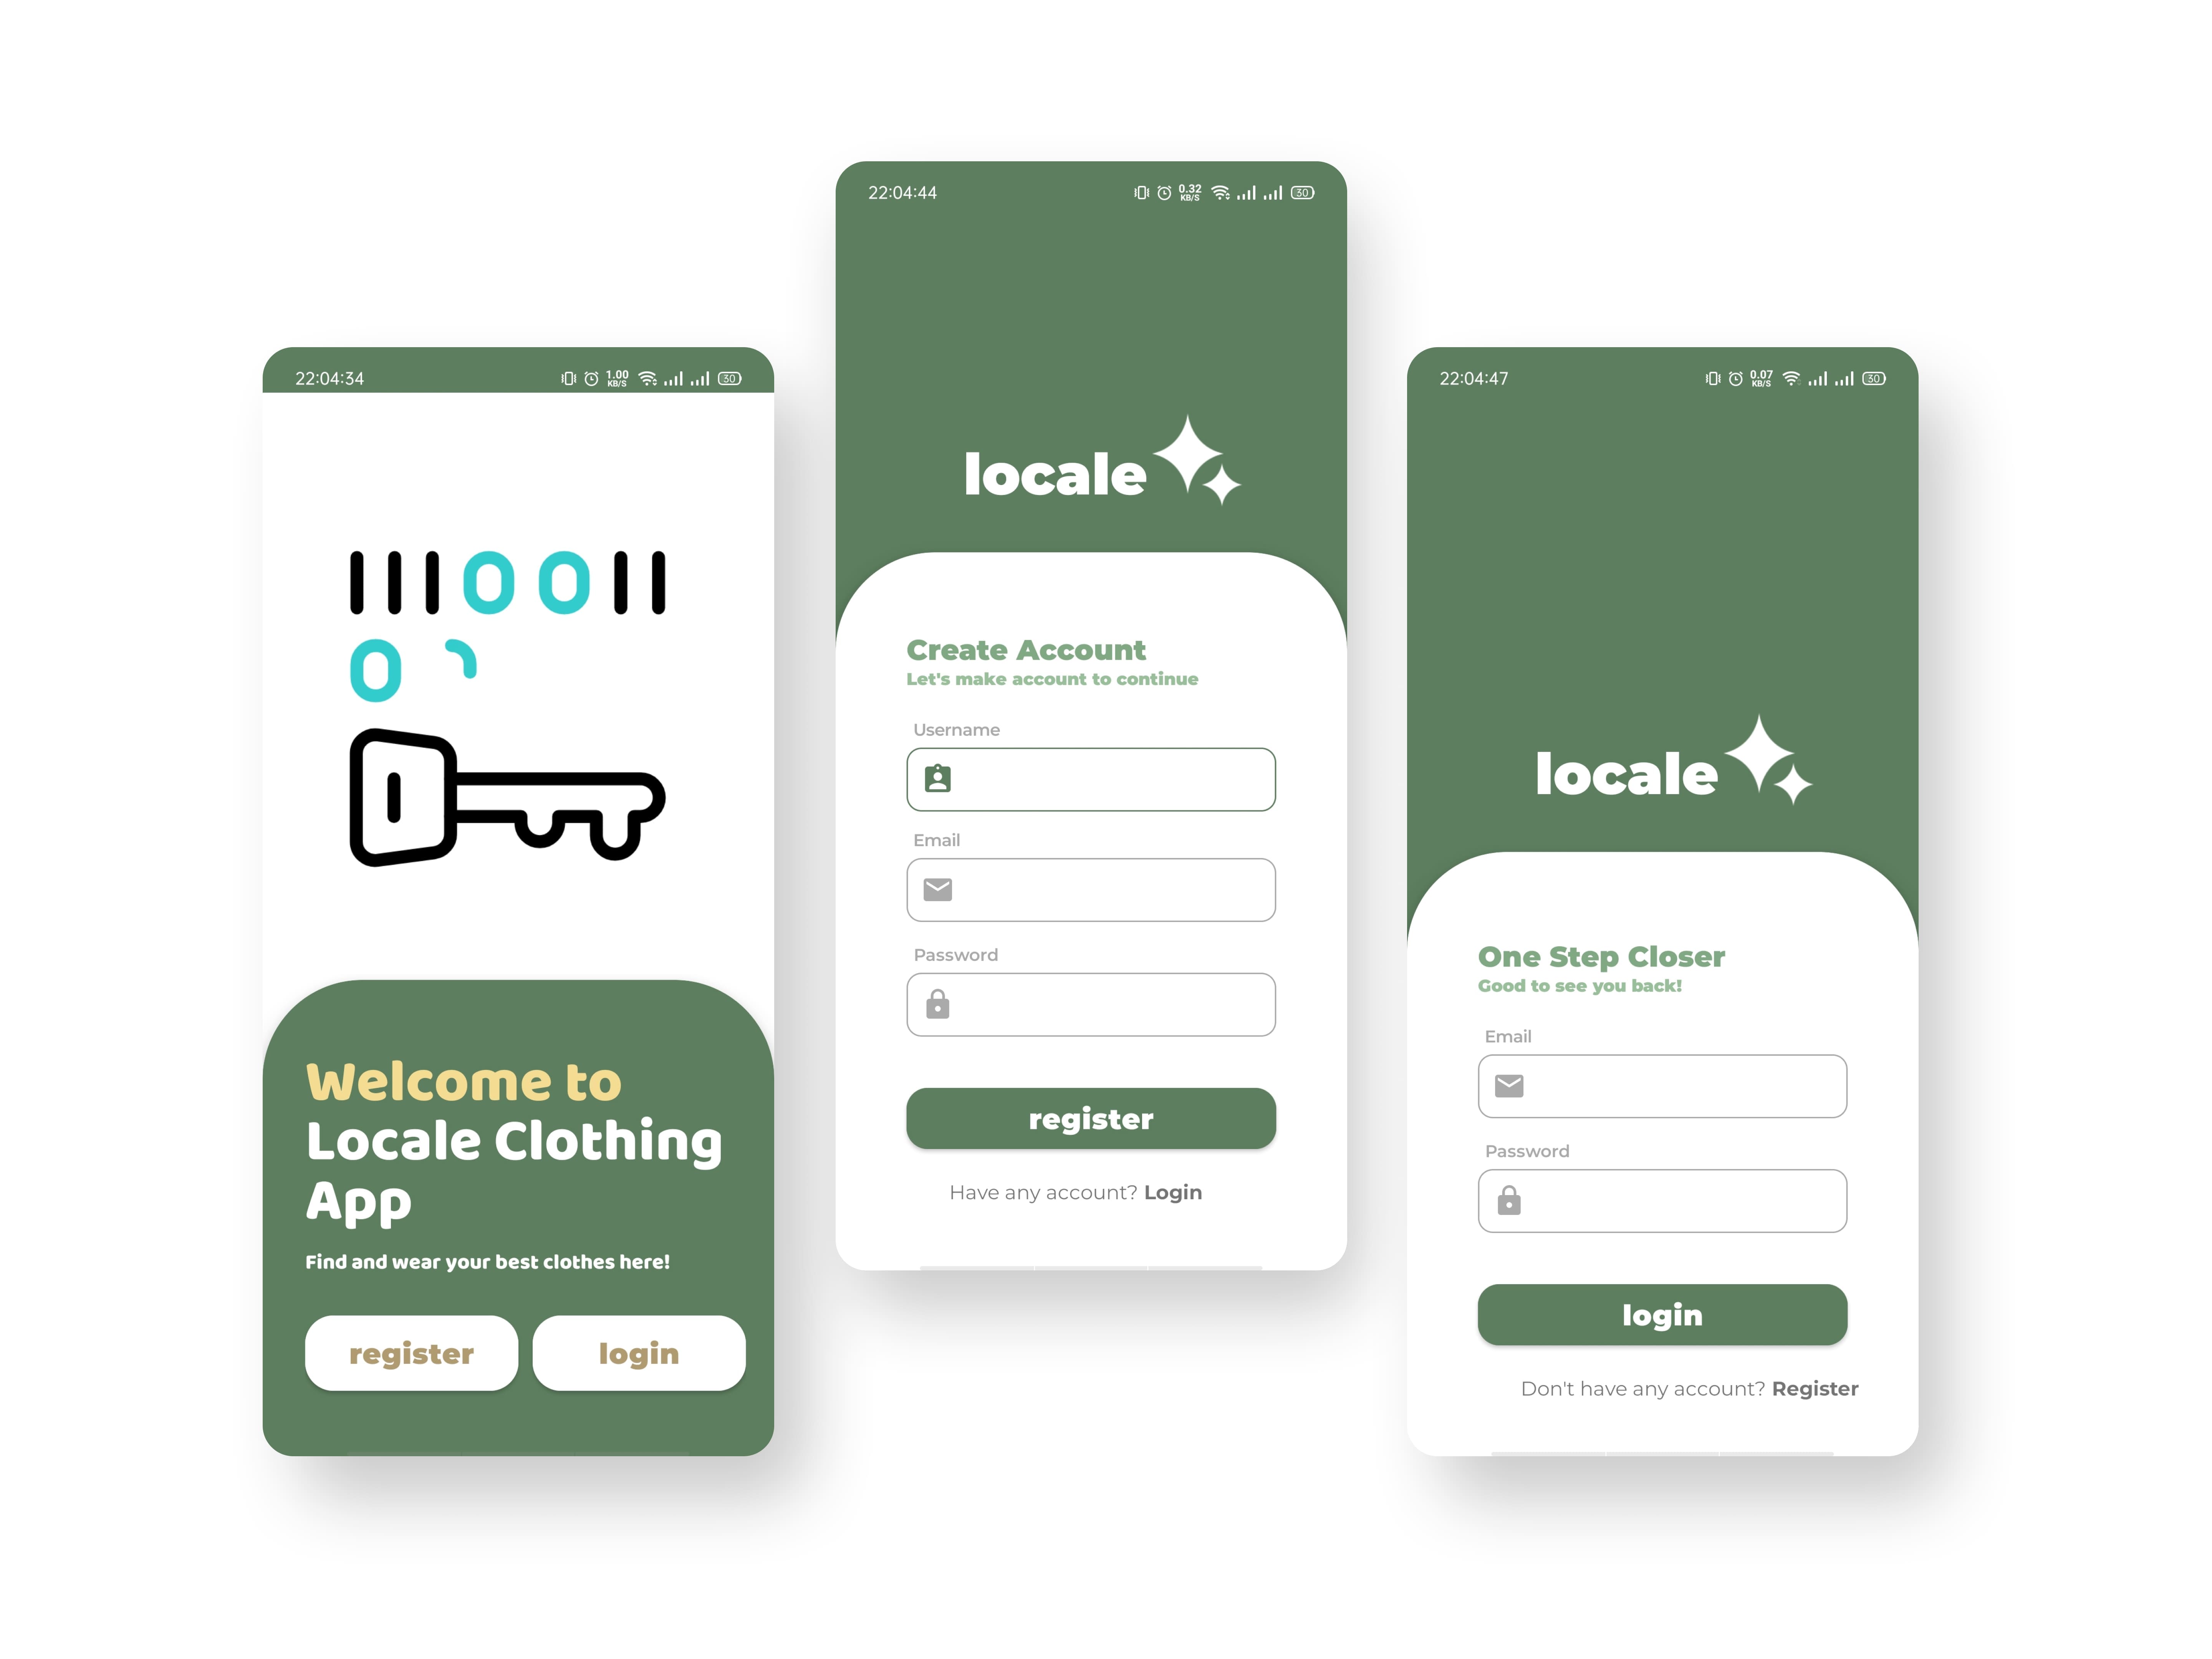 22:04:34
1.00
KB/S
30
Welcome to
Locale Clothing
App
Find and wear your best clothes here!
register
login
22:04:44
0.32
KB/S
30
locale
Create Account
Let's make account to continue
Username
Email
Password
register
Have any account? Login
22:04:47
0.07
KB/S
30
locale
One Step Closer
Good to see you back!
Email
Password
login
Don't have any account? Register